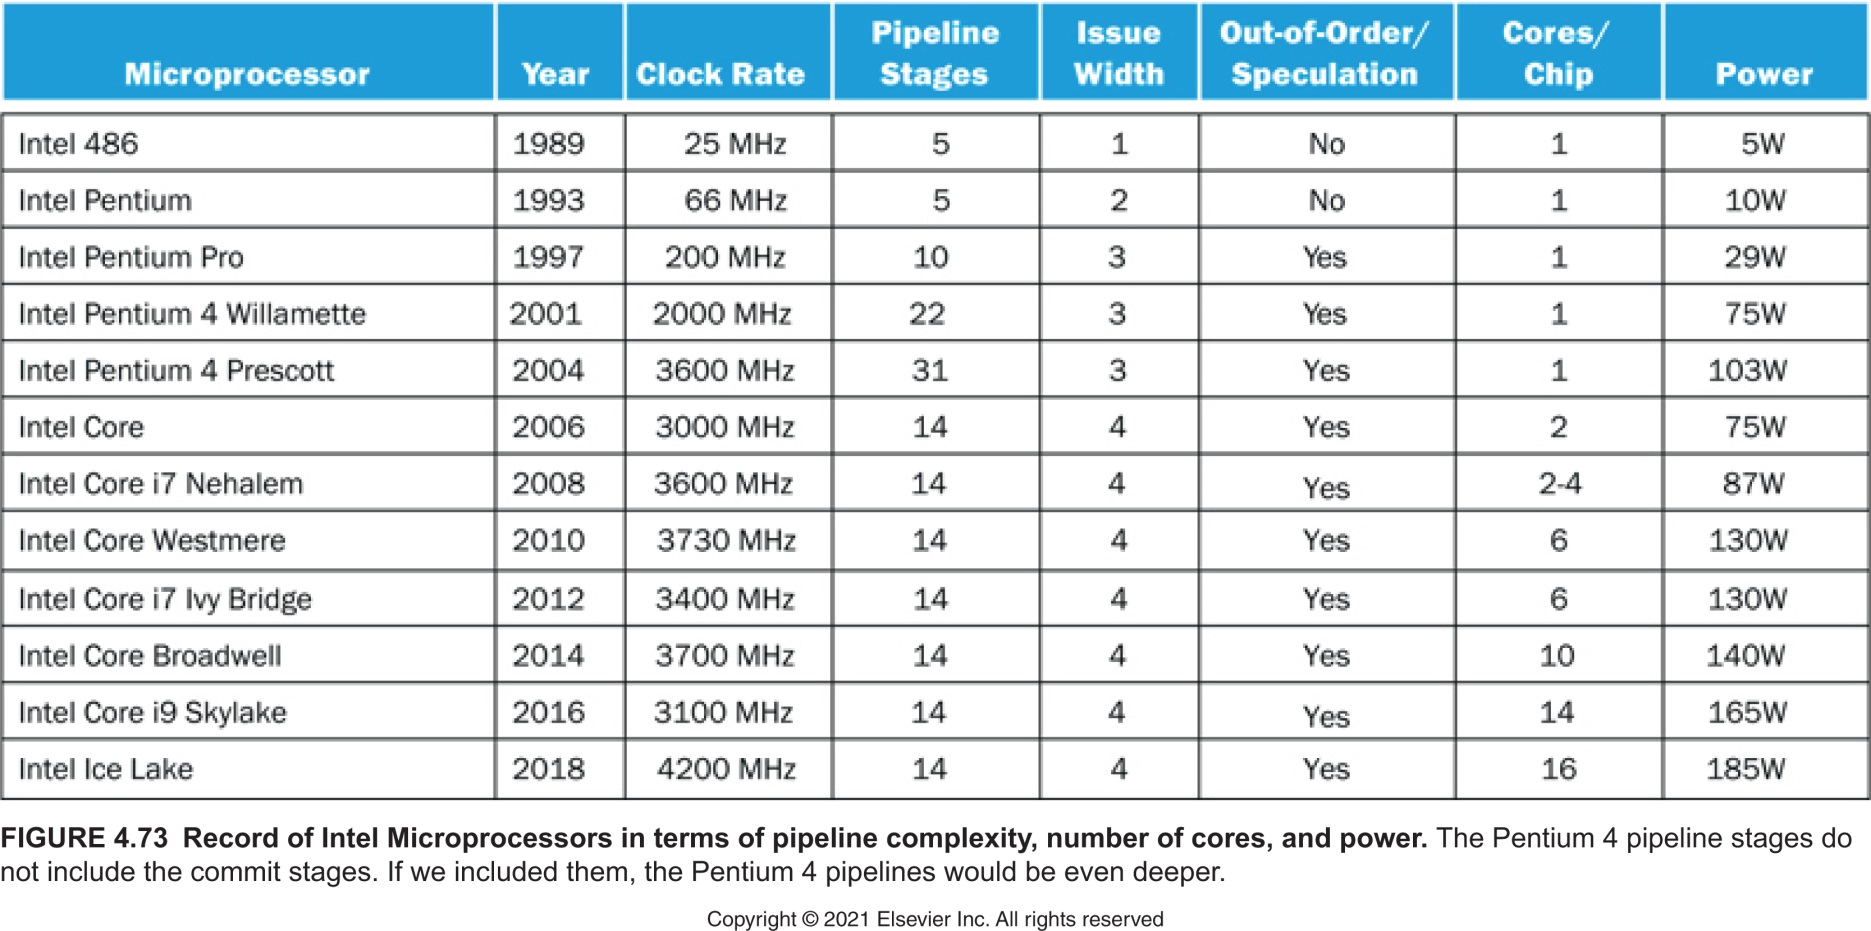 Microprocessor Year Clock Rate Pipeline Stages Issue Width Out-of-Order/ Speculation Cores/ Chip Power
Intel 486 1989 25 MHz 5 1 No 1 5W
Intel Pentium 1993 66 MHz 5 2 No 1 10W
Intel Pentium Pro 1997 200 MHz 10 3 Yes 1 29W
Intel Pentium 4 Willamette 2001 2000 MHz 22 3 Yes 1 75W
Intel Pentium 4 Prescott 2004 3600 MHz 31 3 Yes 1 103W
Intel Core 2006 3000 MHz 14 4 Yes 2 75W
Intel Core i7 Nehalem 2008 3600 MHz 14 4 Yes 2-4 87W
Intel Core Westmere 2010 3730 MHz 14 4 Yes 6 130W
Intel Core i7 Ivy Bridge 2012 3400 MHz 14 4 Yes 6 130W
Intel Core Broadwell 2014 3700 MHz 14 4 Yes 10 140W
Intel Core i9 Skylake 2016 3100 MHz 14 4 Yes 14 165W
Intel Ice Lake 2018 4200 MHz 14 4 Yes 16 185W
FIGURE 4.73 Record of Intel Microprocessors in terms of pipeline complexity, number of cores, and power. The Pentium 4 pipeline stages do
not include the commit stages. If we included them, the Pentium 4 pipelines would be even deeper.
Copyright © 2021 Elsevier Inc. All rights reserved